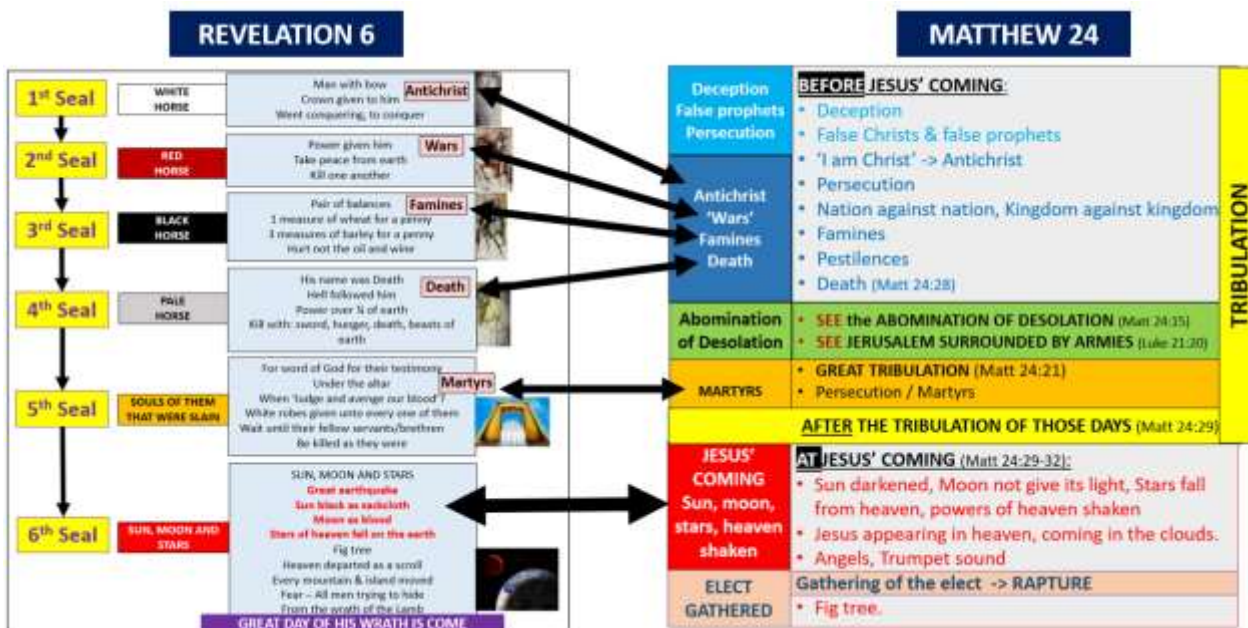 REVELATION 6
1st Seal
WHITE
HORSE
Man with bow
Crown given to him
Went conquering, to conquer
Antichrist
2nd Seal
RED
HORSE
Power given him
Take peace from earth
Kill one another
Wars
3rd Seal
BLACK
HORSE
Pair of balances
1 measure of wheat for a penny
3 measures of barley for a penny
Hurt not the oil and wine
Famines
4th Seal
PALE
HORSE
His name was Death
Hell followed him
Power over ¼ of earth
Kill with: sword, hunger, death, beasts of
earth
Death
5th Seal
SOULS OF THEM
THAT WERE SLAIN
For word of God for their testimony
Under the altar
When 'Judge and avenge our blood'?
White robes given unto every one of them
Wait until their fellow servants/brethren
Be killed as they were
Martyrs
6th Seal
SUN, MOON AND
STARS
SUN, MOON AND STARS
Great earthquake
Sun black as sackcloth
Moon as blood
Stars of heaven fell on the earth
Fig tree
Heaven departed as a scroll
Every mountain & island moved
Fear – All men trying to hide
From the wrath of the Lamb
GREAT DAY OF HIS WRATH IS COME
MATTHEW 24
Deception
False prophets
Persecution
Antichrist
'Wars'
Famines
Death
BEFORE JESUS' COMING:
• Deception
• False Christs & false prophets
• 'I am Christ' -> Antichrist
• Persecution
• Nation against nation, Kingdom against kingdom
• Famines
• Pestilences
• Death (Matt 24:28)
Abomination
of Desolation
• SEE the ABOMINATION OF DESOLATION (Matt 24:15)
• SEE JERUSALEM SURROUNDED BY ARMIES (Luke 21:20)
MARTYRS
• GREAT TRIBULATION (Matt 24:21)
• Persecution / Martyrs
AFTER THE TRIBULATION OF THOSE DAYS (Matt 24:29)
TRIBULATION
JESUS'
COMING
Sun, moon,
stars, heaven
shaken
AT JESUS' COMING (Matt 24:29-32):
• Sun darkened, Moon not give its light, Stars fall
from heaven, powers of heaven shaken
• Jesus appearing in heaven, coming in the clouds.
• Angels, Trumpet sound
ELECT
GATHERED
Gathering of the elect -> RAPTURE
• Fig tree.